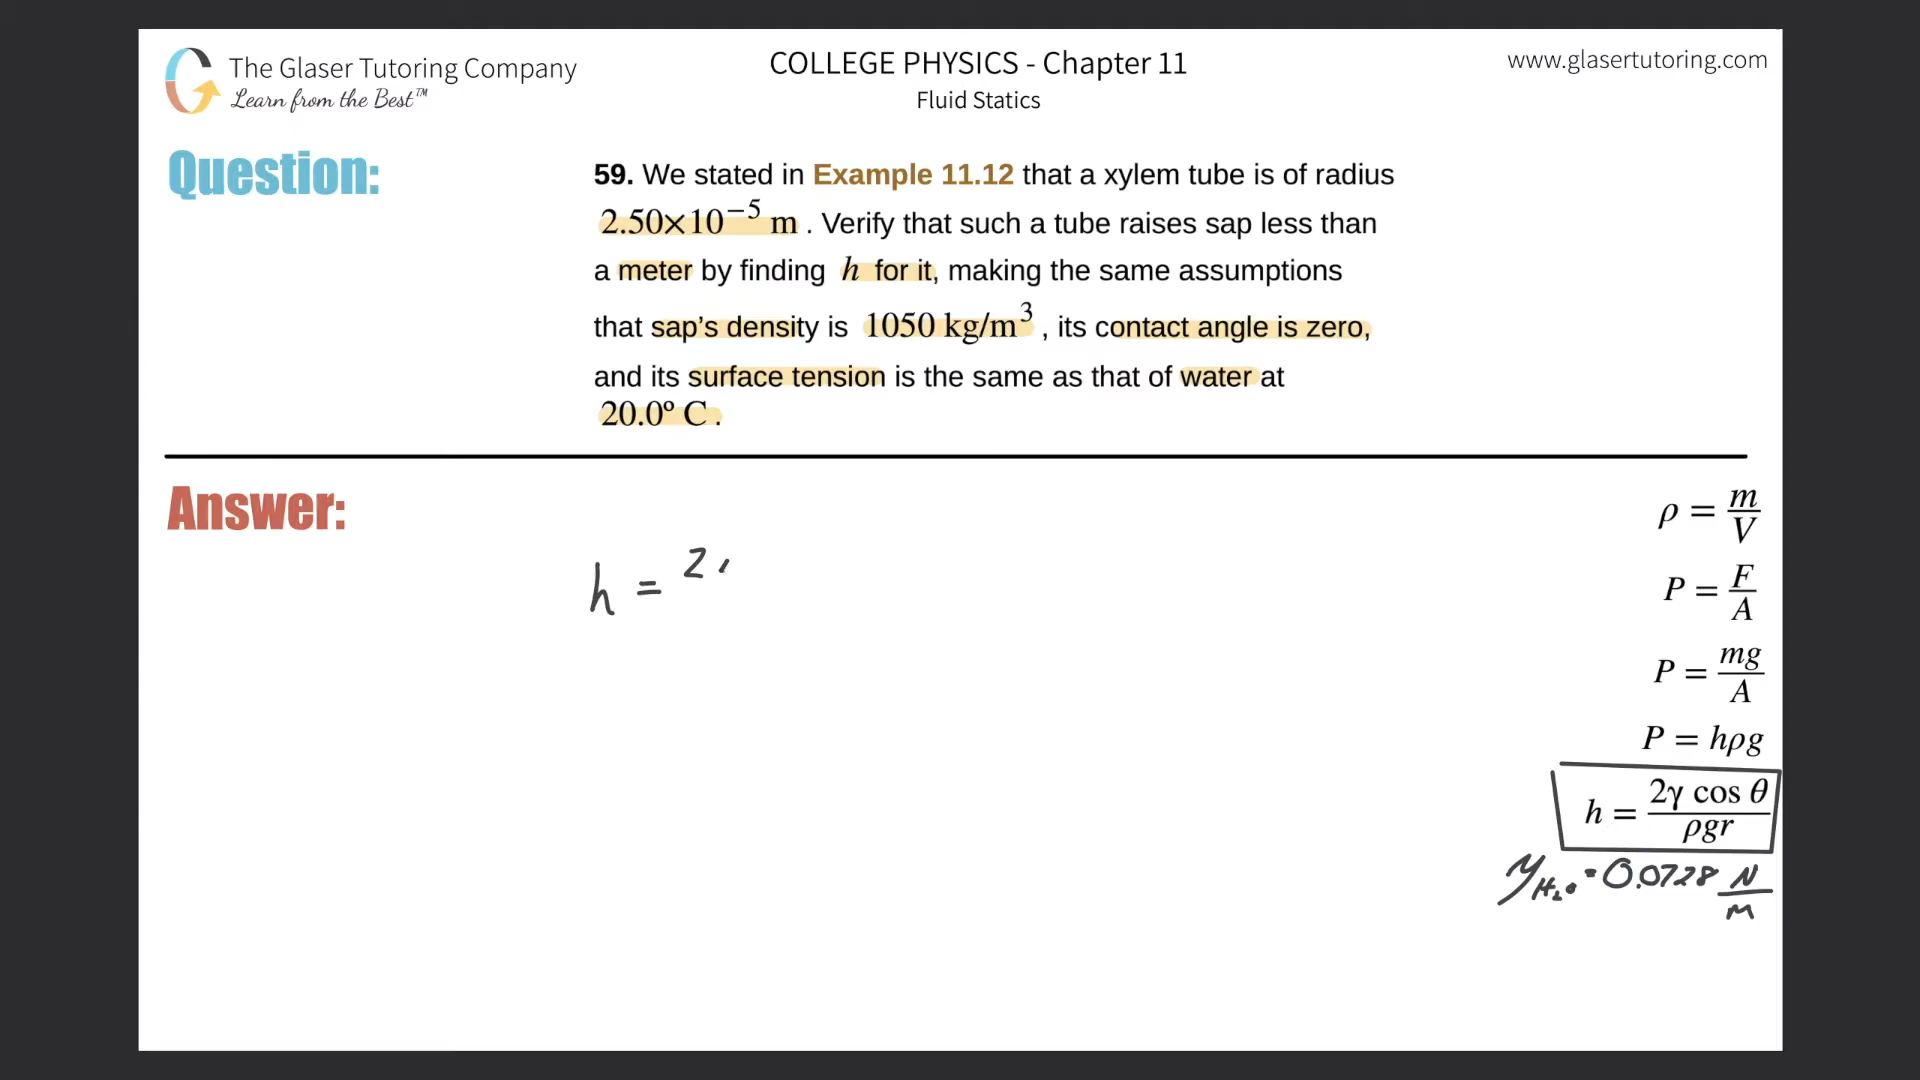 The Glaser Tutoring Company
Learn from the Best™
COLLEGE PHYSICS - Chapter 11
Fluid Statics
www.glasertutoring.com
Question:
59. We stated in Example 11.12 that a xylem tube is of radius
2.50×10⁻⁵ m . Verify that such a tube raises sap less than
a meter by finding h for it, making the same assumptions
that sap's density is 1050 kg/m³ , its contact angle is zero,
and its surface tension is the same as that of water at
20.0º C .
Answer:
h = 2
ρ = m/V
P = F/A
P = mg/A
P = hρg
h = 2γ cos θ/ρgr
γH₂O = 0.0728 N/m